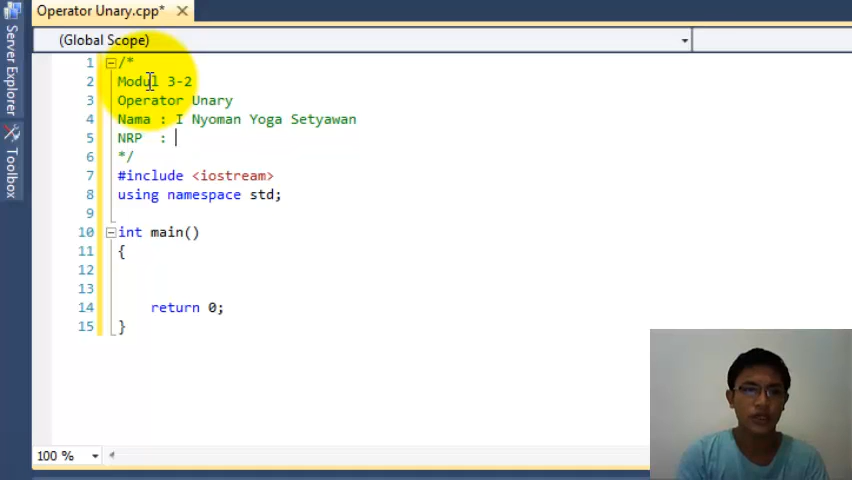 Operator Unary.cpp*
Server Explorer
Toolbox
(Global Scope)
1 /*
2 Modul 3-2
3 Operator Unary
4 Nama : I Nyoman Yoga Setyawan
5 NRP :
6 */
7 #include <iostream>
8 using namespace std;
9
10 int main()
11 {
12
13
14 return 0;
15 }
100 %